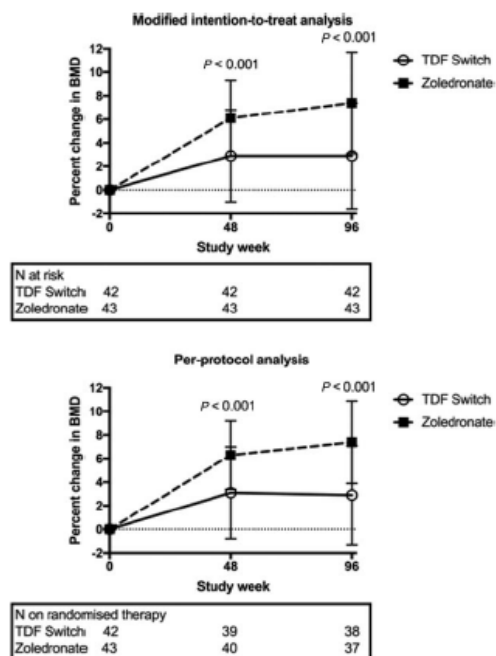 Modified intention-to-treat analysis
Percent change in BMD
12
10
8
6
4
2
0
-2
P < 0.001
P < 0.001
TDF Switch
Zoledronate
0
48
96
Study week
N at risk
TDF Switch 42 42 42
Zoledronate 43 43 43
Per-protocol analysis
Percent change in BMD
12
10
8
6
4
2
0
-2
P < 0.001
P < 0.001
TDF Switch
Zoledronate
0
48
96
Study week
N on randomised therapy
TDF Switch 42 39 38
Zoledronate 43 40 37